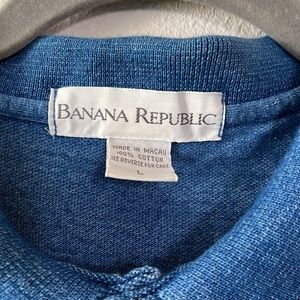 BANANA REPUBLIC
MADE IN MACAU
100% COTTON
SEE REVERSE FOR CARE
L